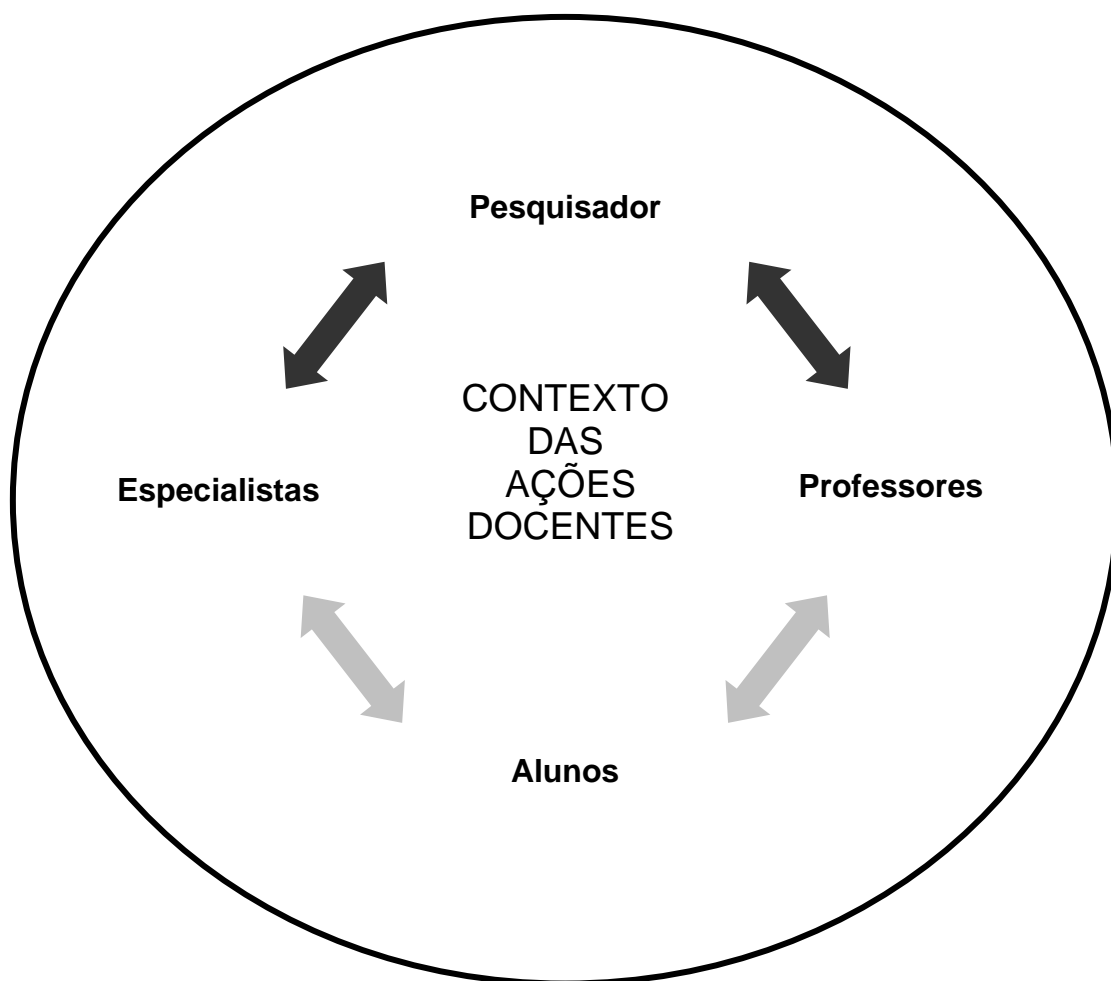 Pesquisador
CONTEXTO
DAS
AÇÕES
DOCENTES
Especialistas
Professores
Alunos